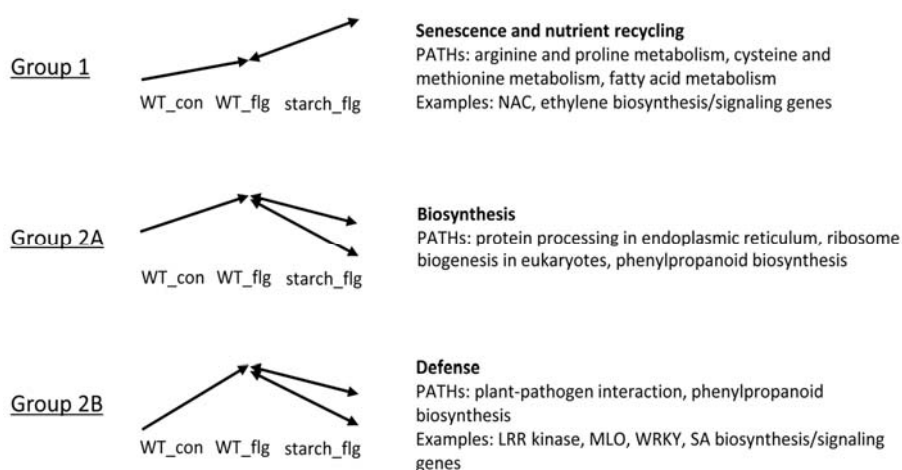 Senescence and nutrient recycling
Group 1
PATHs: arginine and proline metabolism, cysteine and
methionine metabolism, fatty acid metabolism
WT_con WT_flg starch_flg
Examples: NAC, ethylene biosynthesis/signaling genes
Biosynthesis
Group 2A
PATHs: protein processing in endoplasmic reticulum, ribosome
biogenesis in eukaryotes, phenylpropanoid biosynthesis
WT_con WT_flg starch_flg
Defense
Group 2B
PATHs: plant-pathogen interaction, phenylpropanoid
biosynthesis
Examples: LRR kinase, MLO, WRKY, SA biosynthesis/signaling
genes
WT_con WT_flg starch_flg